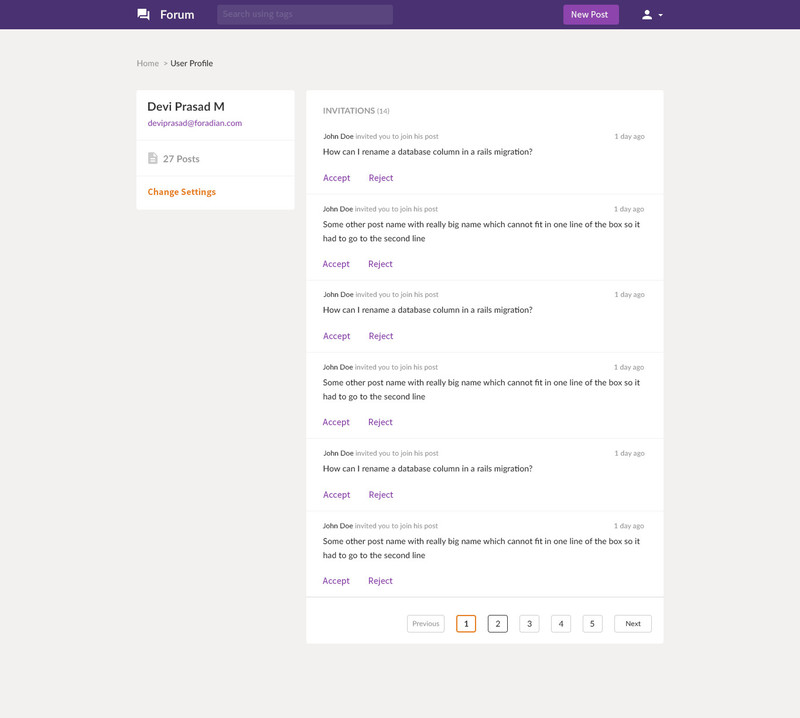 Forum
Search using tags
New Post
Home > User Profile
Devi Prasad M
deviprasad@foradian.com
27 Posts
Change Settings
INVITATIONS (14)
John Doe invited you to join his post 1 day ago
How can I rename a database column in a rails migration?
Accept Reject
John Doe invited you to join his post 1 day ago
Some other post name with really big name which cannot fit in one line of the box so it
had to go to the second line
Accept Reject
John Doe invited you to join his post 1 day ago
How can I rename a database column in a rails migration?
Accept Reject
John Doe invited you to join his post 1 day ago
Some other post name with really big name which cannot fit in one line of the box so it
had to go to the second line
Accept Reject
John Doe invited you to join his post 1 day ago
How can I rename a database column in a rails migration?
Accept Reject
John Doe invited you to join his post 1 day ago
Some other post name with really big name which cannot fit in one line of the box so it
had to go to the second line
Accept Reject
Previous 1 2 3 4 5 Next